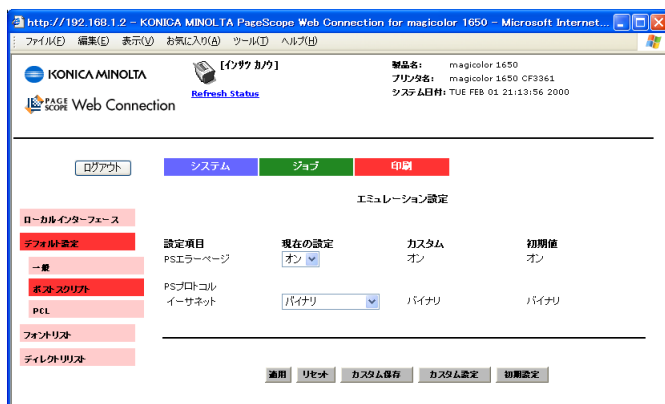 http://192.168.1.2 - KONICA MINOLTA PageScope Web Connection for magicolor 1650 - Microsoft Internet...
ファイル(F) 編集(E) 表示(V) お気に入り(A) ツール(T) ヘルプ(H)
KONICA MINOLTA
[インサツ カノウ]
製品名: magicolor 1650
プリンタ名: magicolor 1650 CF3361
Refresh Status
システム日付: TUE FEB 01 21:13:56 2000
PAGE SCOPE Web Connection
ログアウト システム ジョブ 印刷
エミュレーション設定
ローカルインターフェース
デフォルト設定
一般
ポストスクリプト
PCL
フォントリスト
ディレクトリリスト
設定項目 現在の設定 カスタム 初期値
PSエラーページ オン オン オン
PSプロトコル
イーサネット バイナリ バイナリ バイナリ
適用 リセット カスタム保存 カスタム設定 初期設定